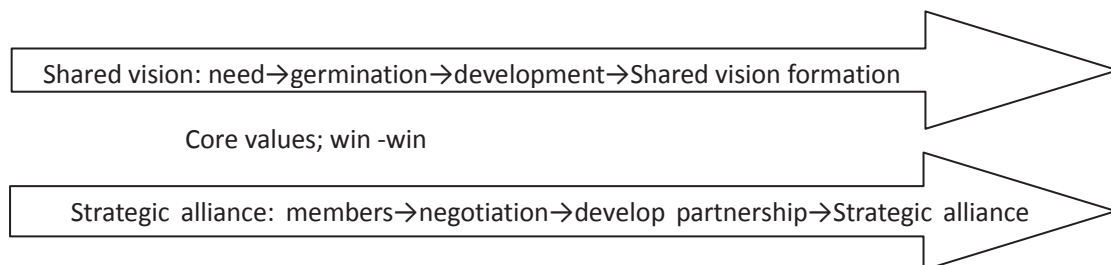 Shared vision: need→germination→development→Shared vision formation
Core values; win -win
Strategic alliance: members→negotiation→develop partnership→Strategic alliance